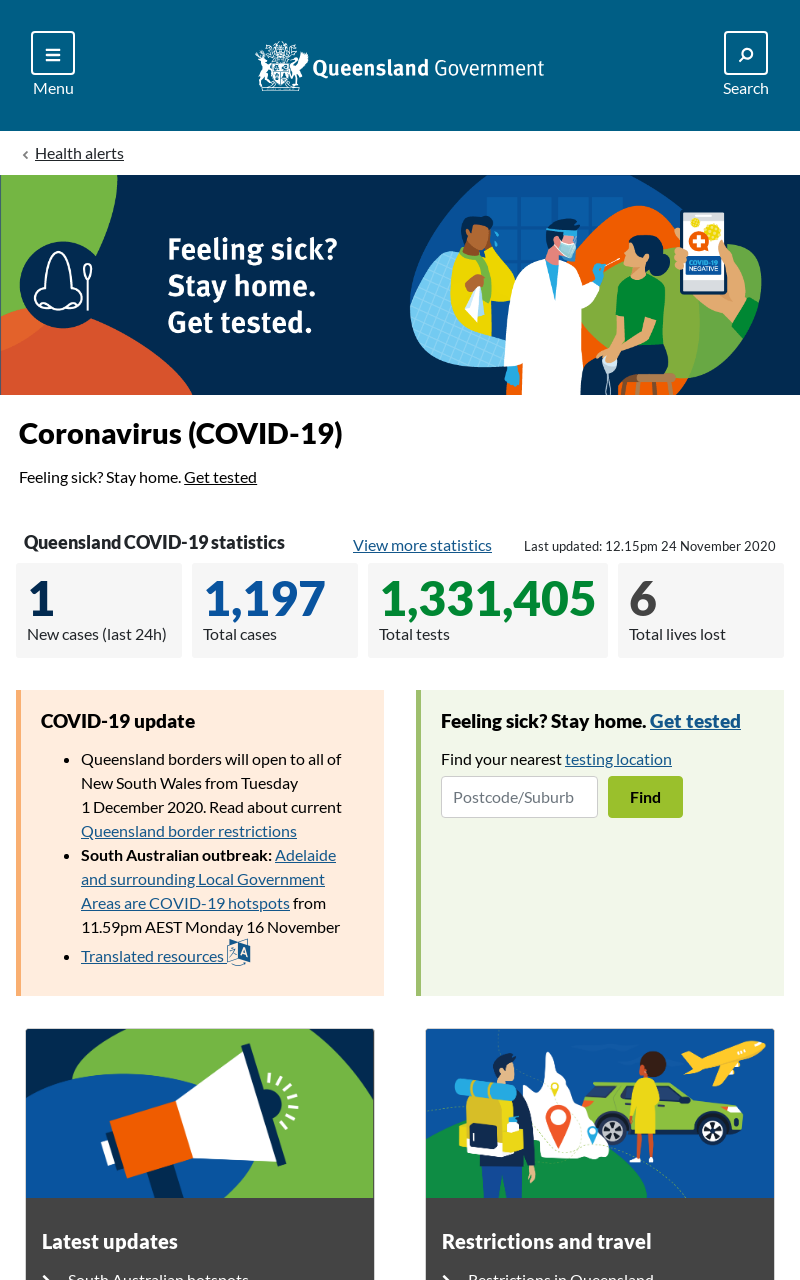 Menu
Queensland Government
Search
Health alerts
Feeling sick?
Stay home.
Get tested.
COVID-19
NEGATIVE
Coronavirus (COVID-19)
Feeling sick? Stay home. Get tested
Queensland COVID-19 statistics
View more statistics
Last updated: 12.15pm 24 November 2020
1
New cases (last 24h)
1,197
Total cases
1,331,405
Total tests
6
Total lives lost
COVID-19 update
Queensland borders will open to all of
New South Wales from Tuesday
1 December 2020. Read about current
Queensland border restrictions
South Australian outbreak: Adelaide
and surrounding Local Government
Areas are COVID-19 hotspots from
11.59pm AEST Monday 16 November
Translated resources
Feeling sick? Stay home. Get tested
Find your nearest testing location
Postcode/Suburb
Find
Latest updates
South Australian hotspots
Restrictions and travel
Restrictions in Queensland